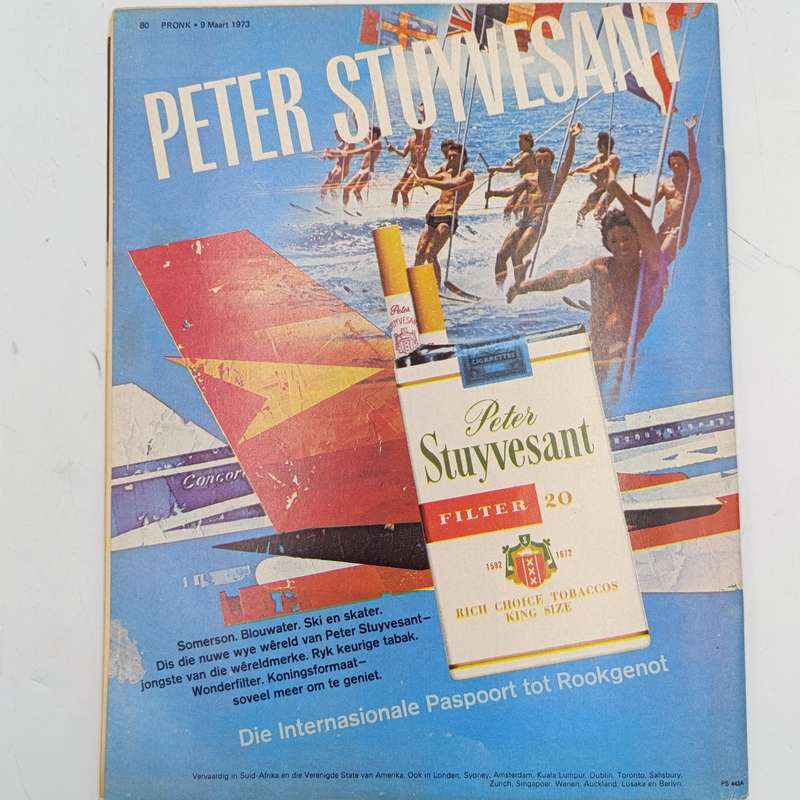 80 PRONK • 9 Maart 1973
PETER STUYVESANT
Peter
STUYVESANT
CIGARETTES
Peter
Stuyvesant
FILTER 20
1592 1672
RICH CHOICE TOBACCOS
KING SIZE
Concor
Somerson. Blouwater. Ski en skater.
Dis die nuwe wye wêreld van Peter Stuyvesant—
jongste van die wêreldmerke. Ryk keurige tabak.
Wonderfilter. Koningsformaat—
soveel meer om te geniet.
Die Internasionale Paspoort tot Rookgenot
Vervaardig in Suid-Afrika en die Verenigde State van Amerika. Ook in Londen, Sydney, Amsterdam, Kuala Lumpur, Dublin, Toronto, Salisbury,
Zurich, Singapoer, Wenen, Auckland, Lusaka en Berlyn.
PS 443A